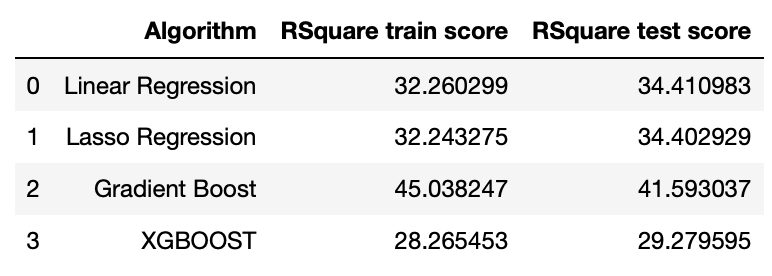 Algorithm RSquare train score RSquare test score
0 Linear Regression 32.260299 34.410983
1 Lasso Regression 32.243275 34.402929
2 Gradient Boost 45.038247 41.593037
3 XGBOOST 28.265453 29.279595